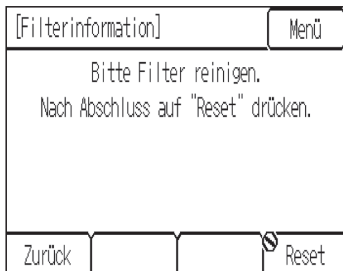 [Filterinformation] Menü
Bitte Filter reinigen.
Nach Abschluss auf "Reset" drücken.
Zurück Reset